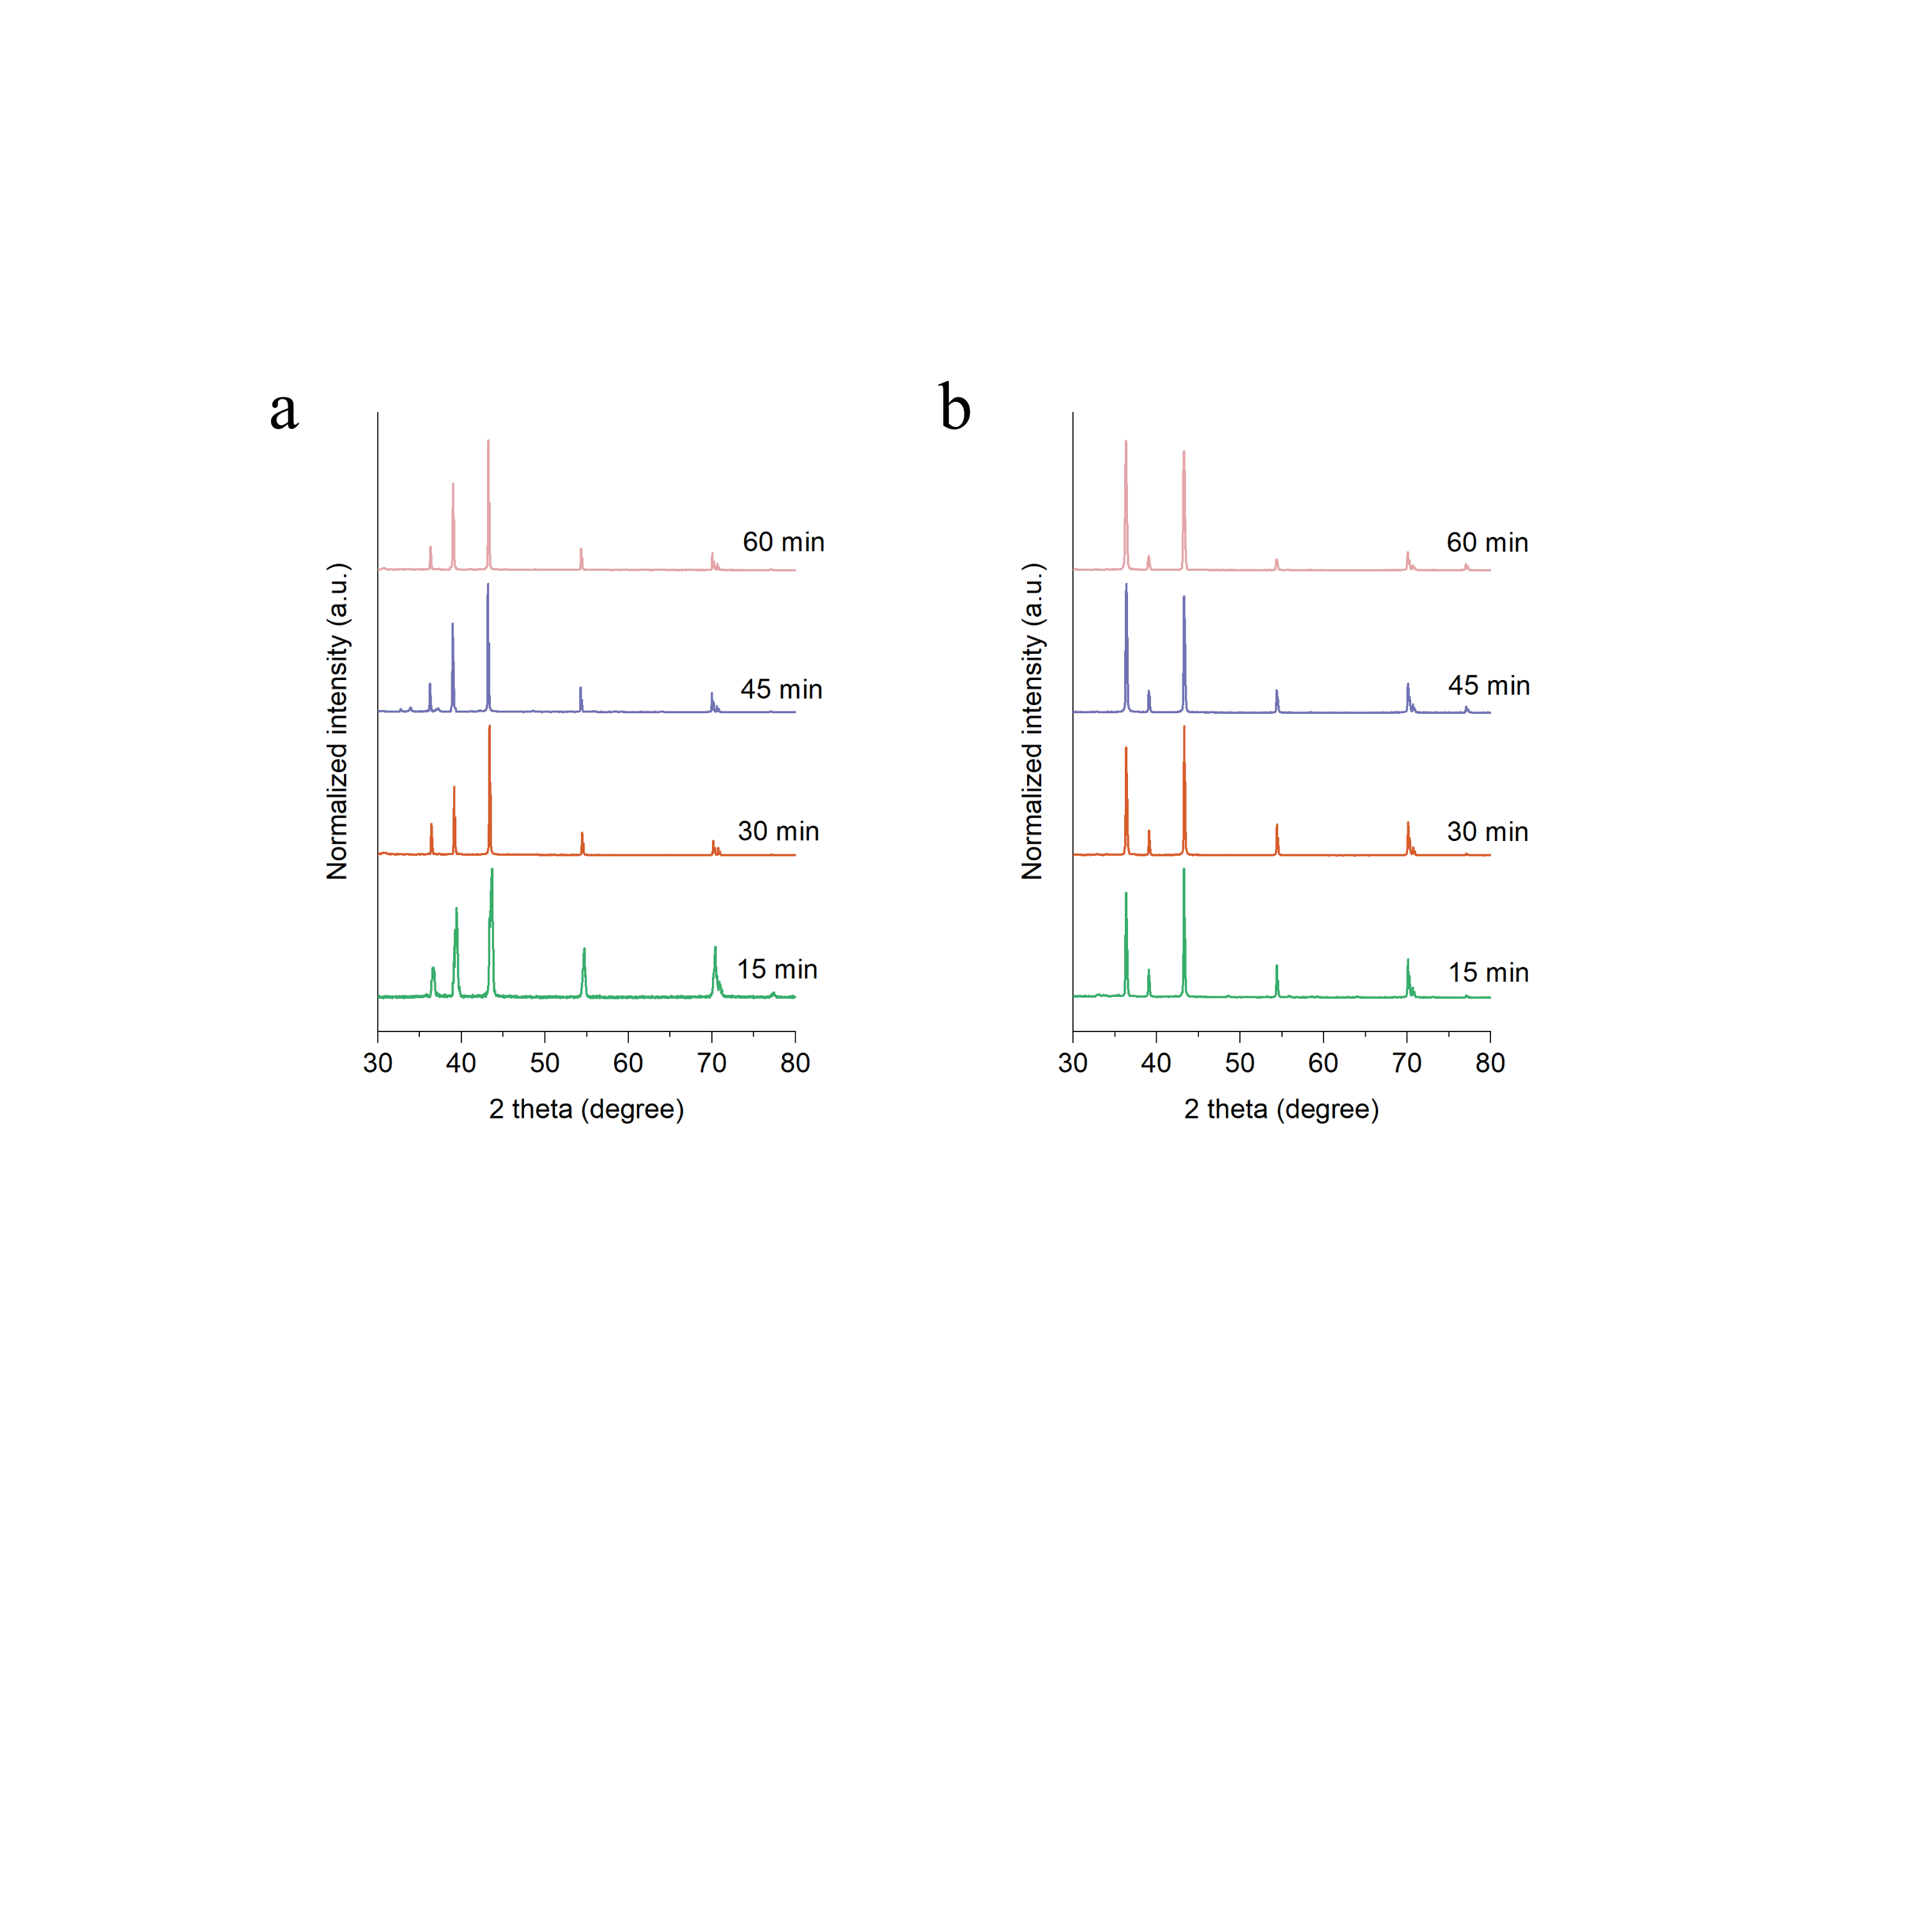 a
Normalized intensity (a.u.)
60 min
45 min
30 min
15 min
30 40 50 60 70 80
2 theta (degree)
b
Normalized intensity (a.u.)
60 min
45 min
30 min
15 min
30 40 50 60 70 80
2 theta (degree)